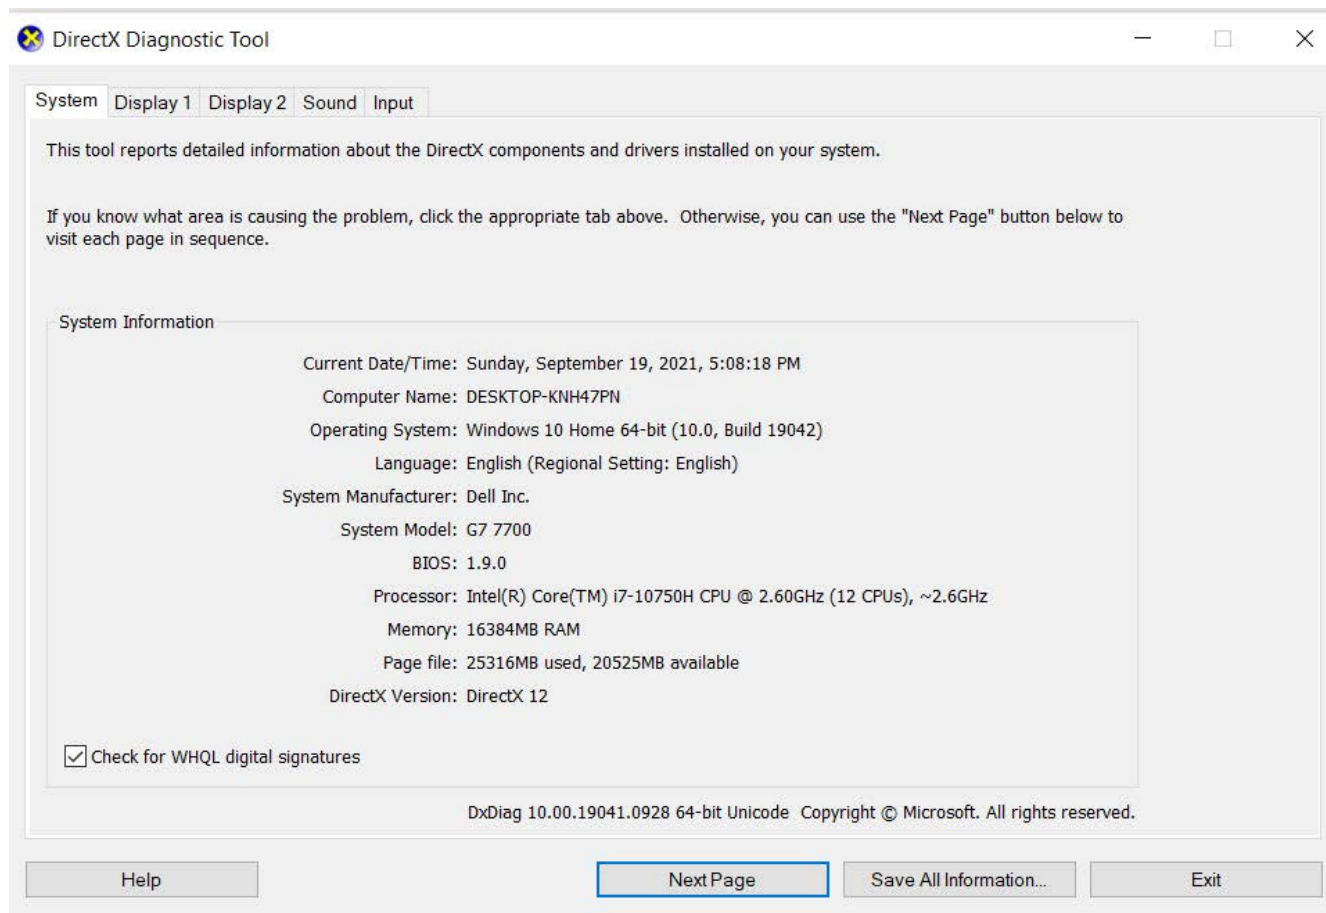 DirectX Diagnostic Tool
System Display 1 Display 2 Sound Input
This tool reports detailed information about the DirectX components and drivers installed on your system.
If you know what area is causing the problem, click the appropriate tab above.  Otherwise, you can use the "Next Page" button below to
visit each page in sequence.
System Information
Current Date/Time: Sunday, September 19, 2021, 5:08:18 PM
Computer Name: DESKTOP-KNH47PN
Operating System: Windows 10 Home 64-bit (10.0, Build 19042)
Language: English (Regional Setting: English)
System Manufacturer: Dell Inc.
System Model: G7 7700
BIOS: 1.9.0
Processor: Intel(R) Core(TM) i7-10750H CPU @ 2.60GHz (12 CPUs), ~2.6GHz
Memory: 16384MB RAM
Page file: 25316MB used, 20525MB available
DirectX Version: DirectX 12
Check for WHQL digital signatures
DxDiag 10.00.19041.0928 64-bit Unicode  Copyright © Microsoft. All rights reserved.
Help Next Page Save All Information... Exit